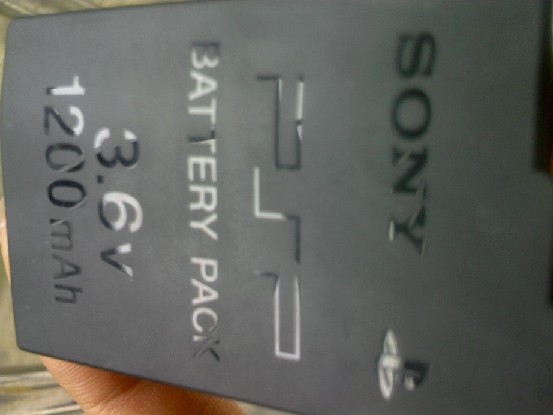 SONY
PSP
BATTERY PACK
3.6V
1200mAh